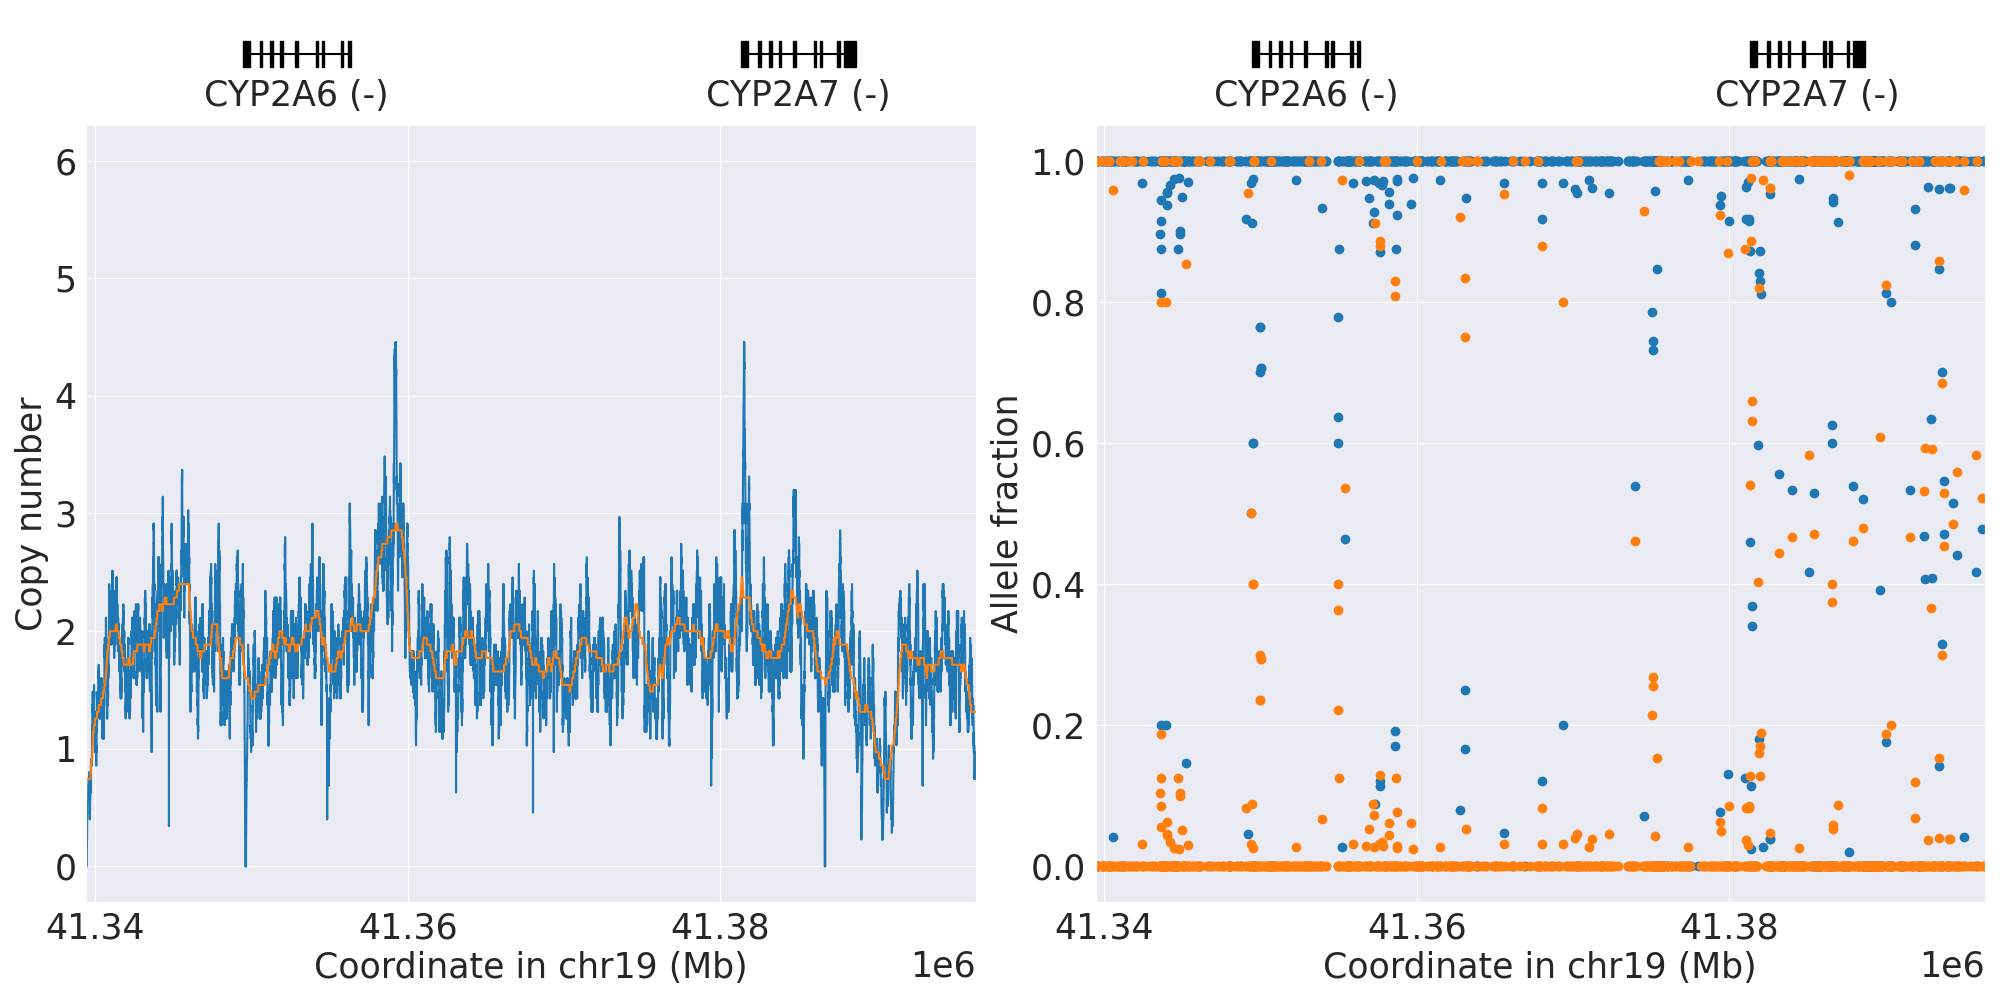 CYP2A6 (-)
CYP2A7 (-)
6
5
4
3
2
1
0
Copy number
41.34
41.36
41.38
Coordinate in chr19 (Mb)
1e6
CYP2A6 (-)
CYP2A7 (-)
1.0
0.8
0.6
0.4
0.2
0.0
Allele fraction
41.34
41.36
41.38
Coordinate in chr19 (Mb)
1e6